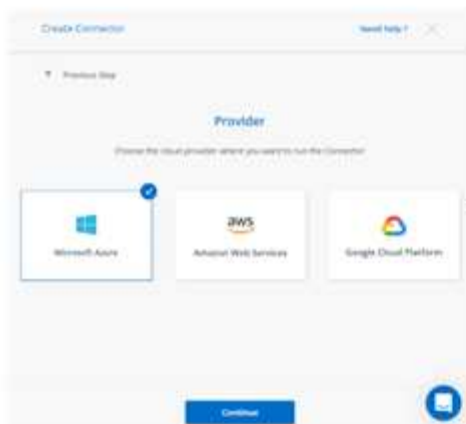 Create Connector
Need help?
Previous Step
Provider
Choose the cloud provider where you want to run the Connector
Microsoft Azure
aws
Amazon Web Services
Google Cloud Platform
Continue